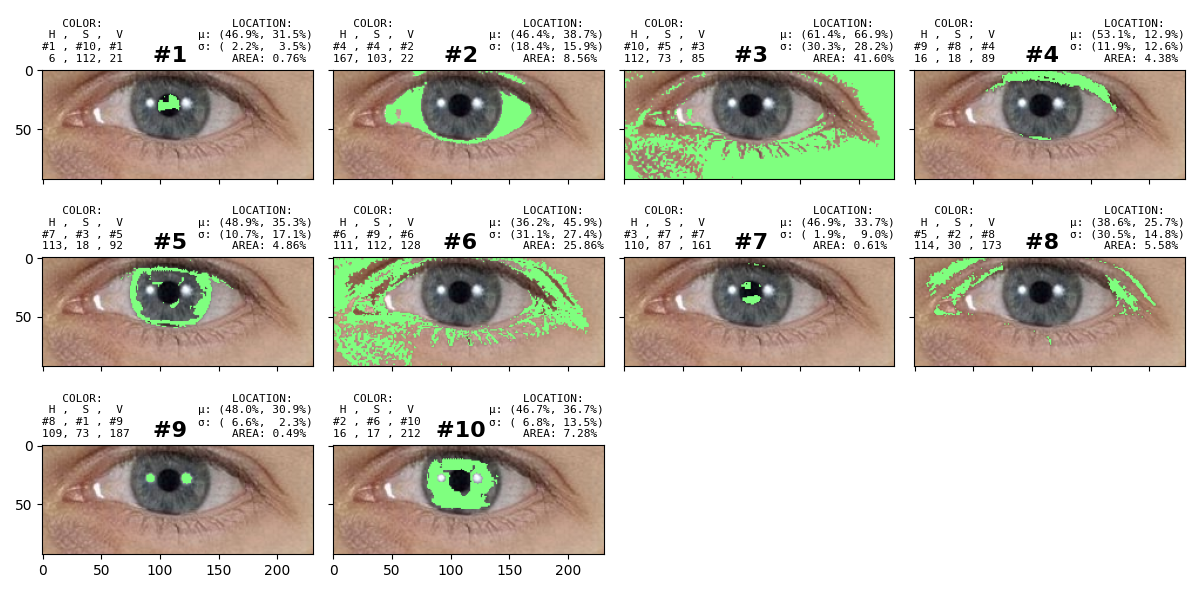 COLOR: LOCATION:
H , S , V μ: (46.9%, 31.5%)
#1 , #10, #1 #1 σ: ( 2.2%, 3.5%)
6 , 112, 21 AREA: 0.76%
COLOR: LOCATION:
H , S , V μ: (46.4%, 38.7%)
#4 , #4 , #2 #2 σ: (18.4%, 15.9%)
167, 103, 22 AREA: 8.56%
COLOR: LOCATION:
H , S , V μ: (61.4%, 66.9%)
#10, #5 , #3 #3 σ: (30.3%, 28.2%)
112, 73 , 85 AREA: 41.60%
COLOR: LOCATION:
H , S , V μ: (53.1%, 12.9%)
#9 , #8 , #4 #4 σ: (11.9%, 12.6%)
16 , 18 , 89 AREA: 4.38%
0
50
COLOR: LOCATION:
H , S , V μ: (48.9%, 35.3%)
#7 , #3 , #5 #5 σ: (10.7%, 17.1%)
113, 18 , 92 AREA: 4.86%
COLOR: LOCATION:
H , S , V μ: (36.2%, 45.9%)
#6 , #9 , #6 #6 σ: (31.1%, 27.4%)
111, 112, 128 AREA: 25.86%
COLOR: LOCATION:
H , S , V μ: (46.9%, 33.7%)
#3 , #7 , #7 #7 σ: ( 1.9%, 9.0%)
110, 87 , 161 AREA: 0.61%
COLOR: LOCATION:
H , S , V μ: (38.6%, 25.7%)
#5 , #2 , #8 #8 σ: (30.5%, 14.8%)
114, 30 , 173 AREA: 5.58%
0
50
COLOR: LOCATION:
H , S , V μ: (48.0%, 30.9%)
#8 , #1 , #9 #9 σ: ( 6.6%, 2.3%)
109, 73 , 187 AREA: 0.49%
COLOR: LOCATION:
H , S , V μ: (46.7%, 36.7%)
#2 , #6 , #10 #10 σ: ( 6.8%, 13.5%)
16 , 17 , 212 AREA: 7.28%
0
50
0 50 100 150 200
0 50 100 150 200